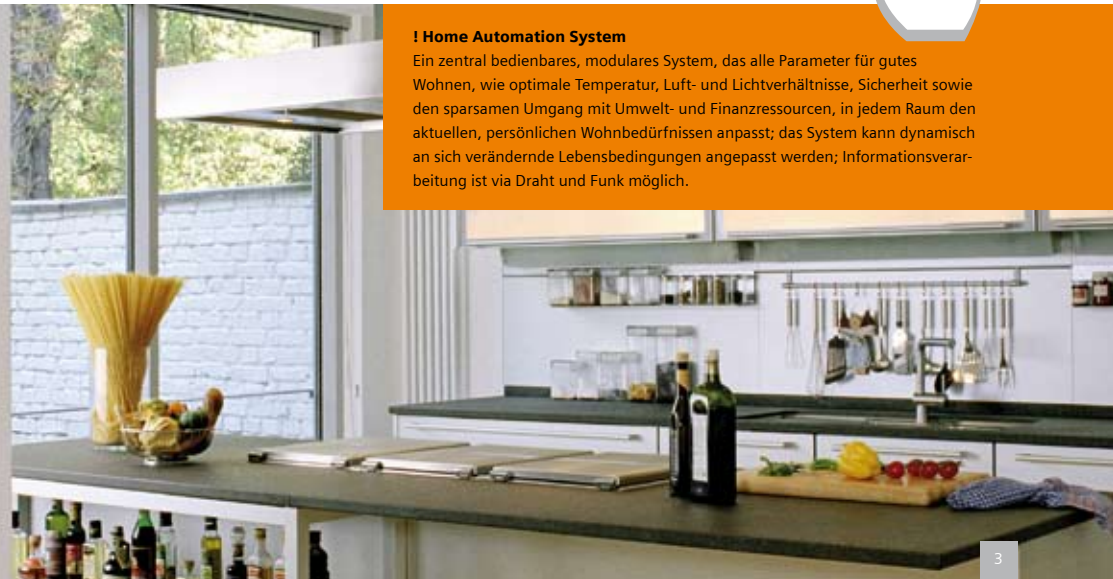 ! Home Automation System
Ein zentral bedienbares, modulares System, das alle Parameter für gutes
Wohnen, wie optimale Temperatur, Luft- und Lichtverhältnisse, Sicherheit sowie
den sparsamen Umgang mit Umwelt- und Finanzressourcen, in jedem Raum den
aktuellen, persönlichen Wohnbedürfnissen anpasst; das System kann dynamisch
an sich verändernde Lebensbedingungen angepasst werden; Informationsverar-
beitung ist via Draht und Funk möglich.
3